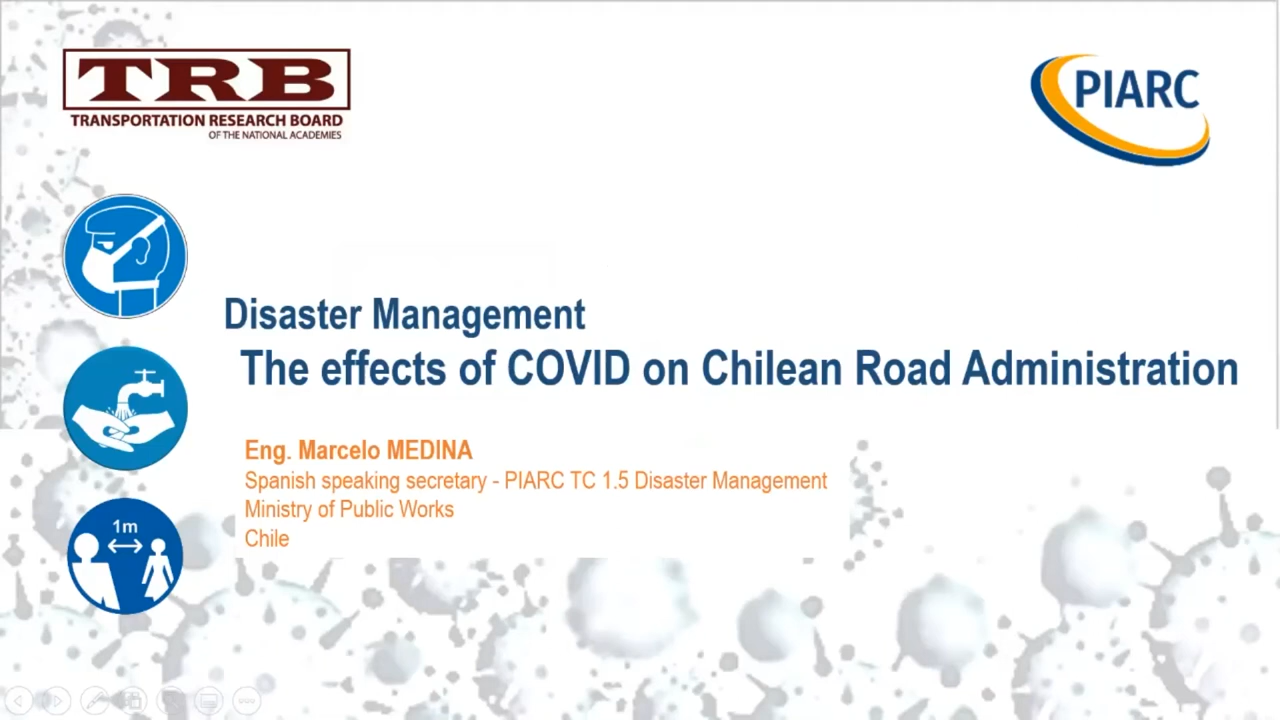 TRB
TRANSPORTATION RESEARCH BOARD
OF THE NATIONAL ACADEMIES
PIARC
Disaster Management
The effects of COVID on Chilean Road Administration
Eng. Marcelo MEDINA
Spanish speaking secretary - PIARC TC 1.5 Disaster Management
Ministry of Public Works
Chile
1m